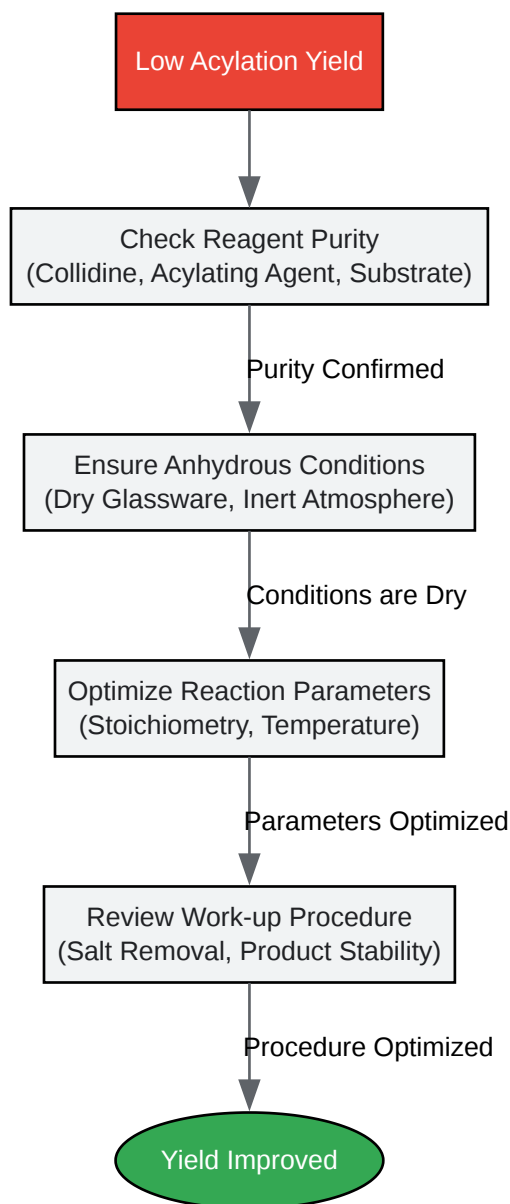 Low Acylation Yield
Check Reagent Purity
(Collidine, Acylating Agent, Substrate)
Purity Confirmed
Ensure Anhydrous Conditions
(Dry Glassware, Inert Atmosphere)
Conditions are Dry
Optimize Reaction Parameters
(Stoichiometry, Temperature)
Parameters Optimized
Review Work-up Procedure
(Salt Removal, Product Stability)
Procedure Optimized
Yield Improved